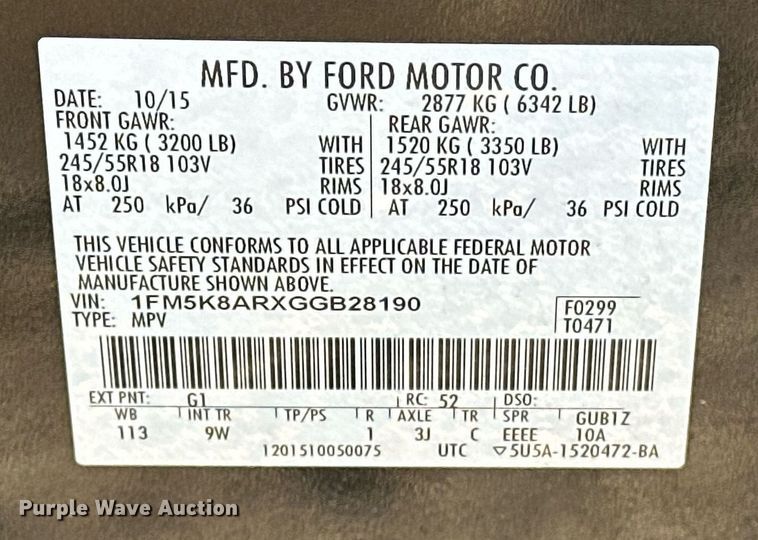 MFD. BY FORD MOTOR CO.
DATE: 10/15 GVWR: 2877 KG ( 6342 LB)
FRONT GAWR: REAR GAWR:
1452 KG ( 3200 LB) WITH 1520 KG ( 3350 LB) WITH
245/55R18 103V TIRES 245/55R18 103V TIRES
18x8.0J RIMS 18x8.0J RIMS
AT 250 kPa/ 36 PSI COLD AT 250 kPa/ 36 PSI COLD
THIS VEHICLE CONFORMS TO ALL APPLICABLE FEDERAL MOTOR
VEHICLE SAFETY STANDARDS IN EFFECT ON THE DATE OF
MANUFACTURE SHOWN ABOVE.
VIN: 1FM5K8ARXGGB28190 F0299
TYPE: MPV T0471
EXT PNT: G1 RC: 52 DSO:
WB INT TR TP/PS R AXLE TR SPR GUB1Z
113 9W 1 3J C EEEE 10A
1201510050075 UTC ▽5U5A-1520472-BA
Purple Wave Auction